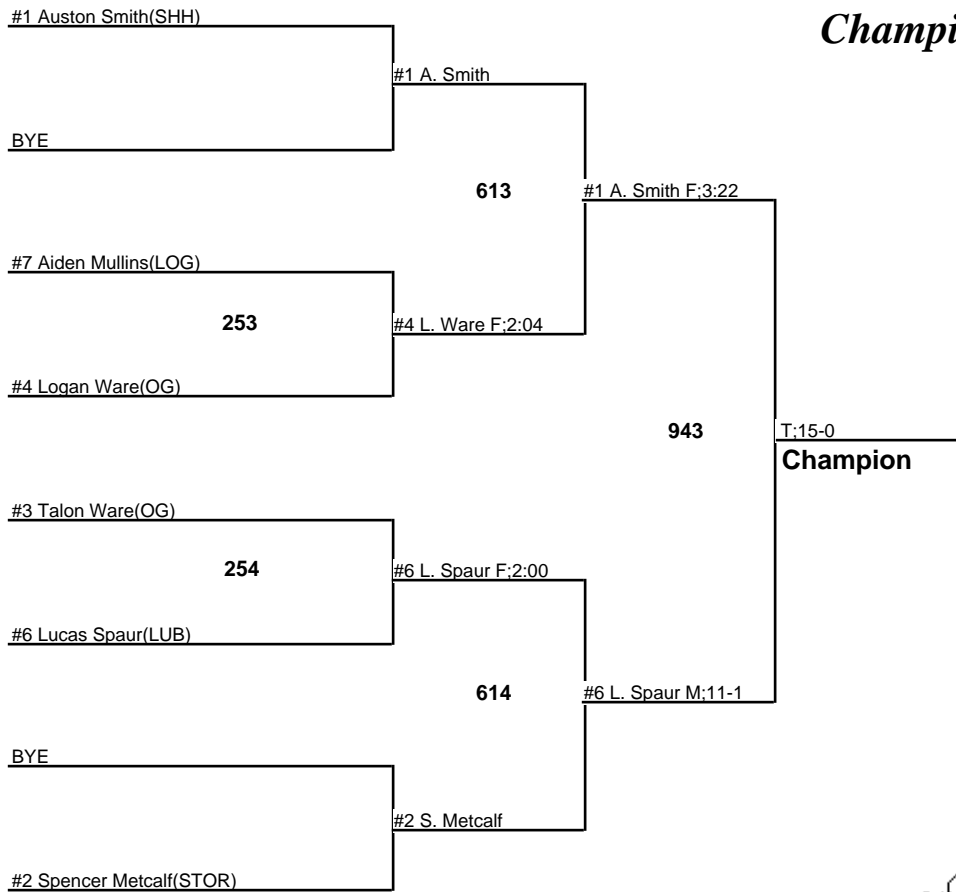 #1 Auston Smith(SHH)
Champi
#1 A. Smith
BYE
613
#1 A. Smith F;3:22
#7 Aiden Mullins(LOG)
253
#4 L. Ware F;2:04
#4 Logan Ware(OG)
943
T;15-0
Champion
#3 Talon Ware(OG)
254
#6 L. Spaur F;2:00
#6 Lucas Spaur(LUB)
614
#6 L. Spaur M;11-1
BYE
#2 S. Metcalf
#2 Spencer Metcalf(STOR)